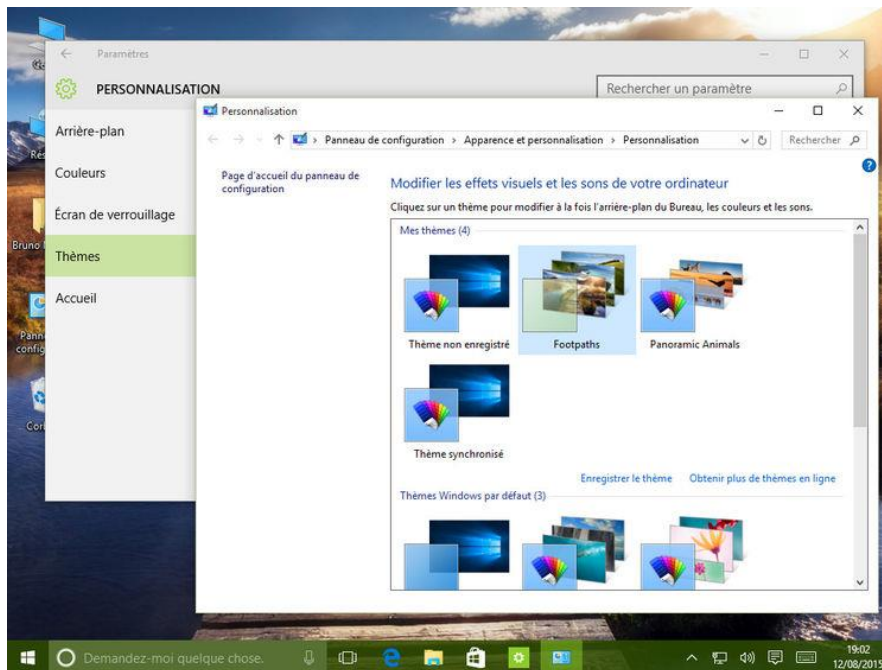 Paramètres
PERSONNALISATION
Rechercher un paramètre
Arrière-plan
Couleurs
Écran de verrouillage
Thèmes
Accueil
Personnalisation
Panneau de configuration > Apparence et personnalisation > Personnalisation
Rechercher
Page d'accueil du panneau de
configuration
Modifier les effets visuels et les sons de votre ordinateur
Cliquez sur un thème pour modifier à la fois l'arrière-plan du Bureau, les couleurs et les sons.
Mes thèmes (4)
Thème non enregistré
Footpaths
Panoramic Animals
Thème synchronisé
Enregistrer le thème
Obtenir plus de thèmes en ligne
Thèmes Windows par défaut (3)
Bruno
Pann
config
Demandez-moi quelque chose.
19:02
12/08/201